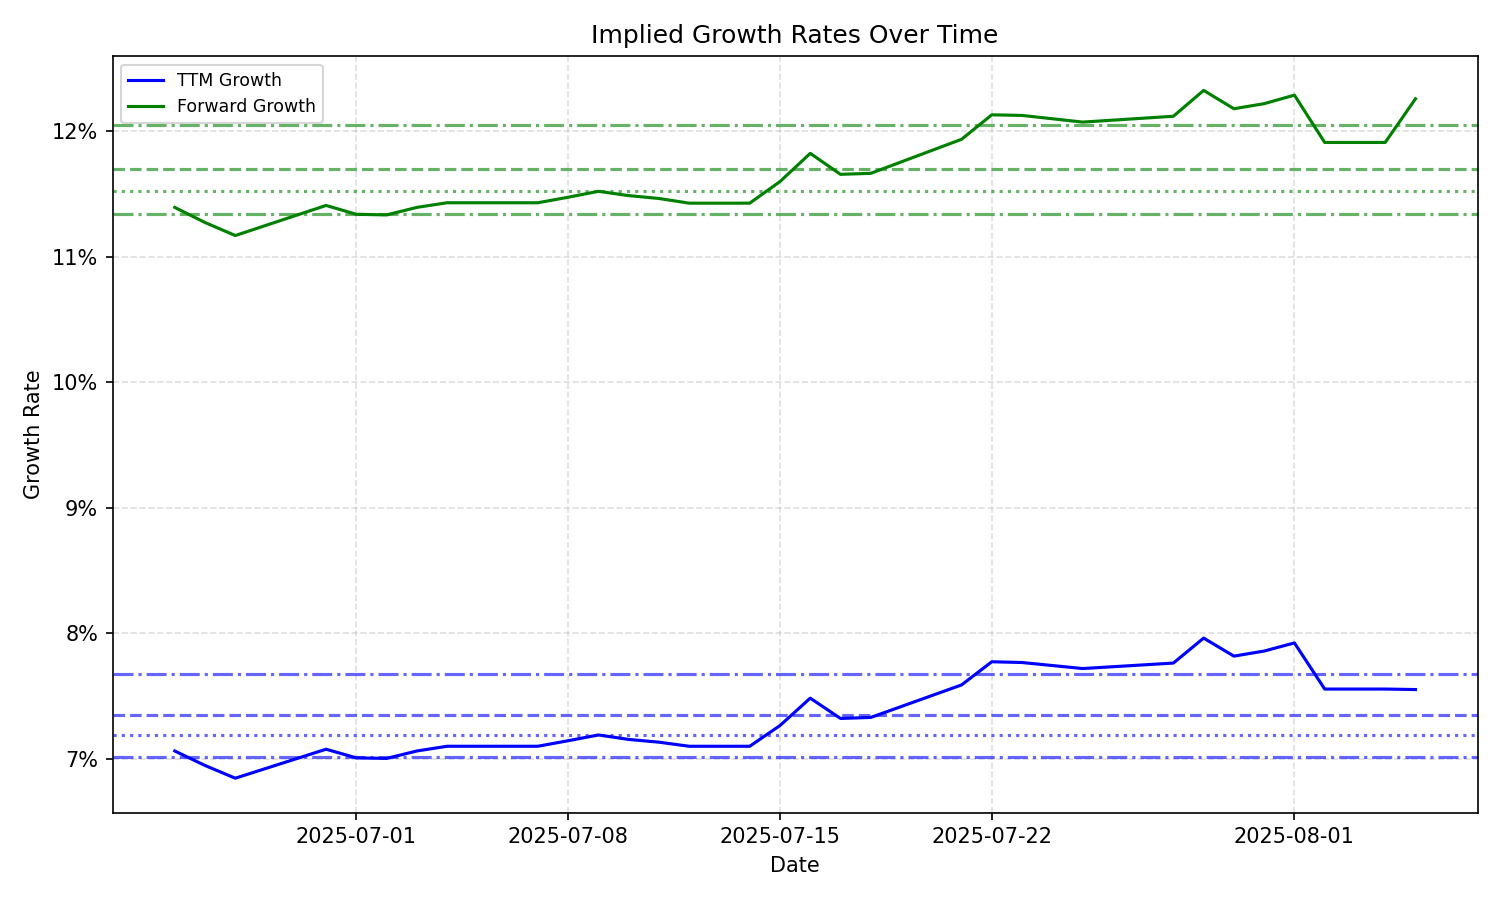 Implied Growth Rates Over Time
TTM Growth
Forward Growth
12%
11%
10%
9%
8%
7%
Growth Rate
2025-07-01
2025-07-08
2025-07-15
2025-07-22
2025-08-01
Date